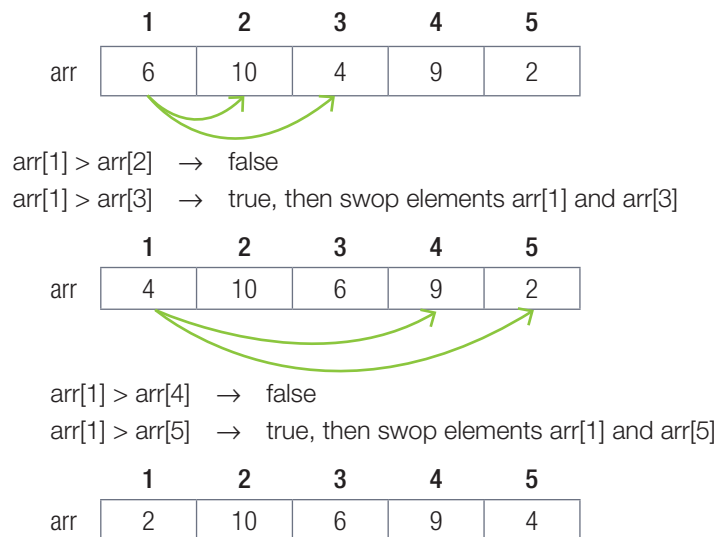 1 2 3 4 5
arr 6 10 4 9 2
arr[1] > arr[2] → false
arr[1] > arr[3] → true, then swop elements arr[1] and arr[3]
1 2 3 4 5
arr 4 10 6 9 2
arr[1] > arr[4] → false
arr[1] > arr[5] → true, then swop elements arr[1] and arr[5]
1 2 3 4 5
arr 2 10 6 9 4